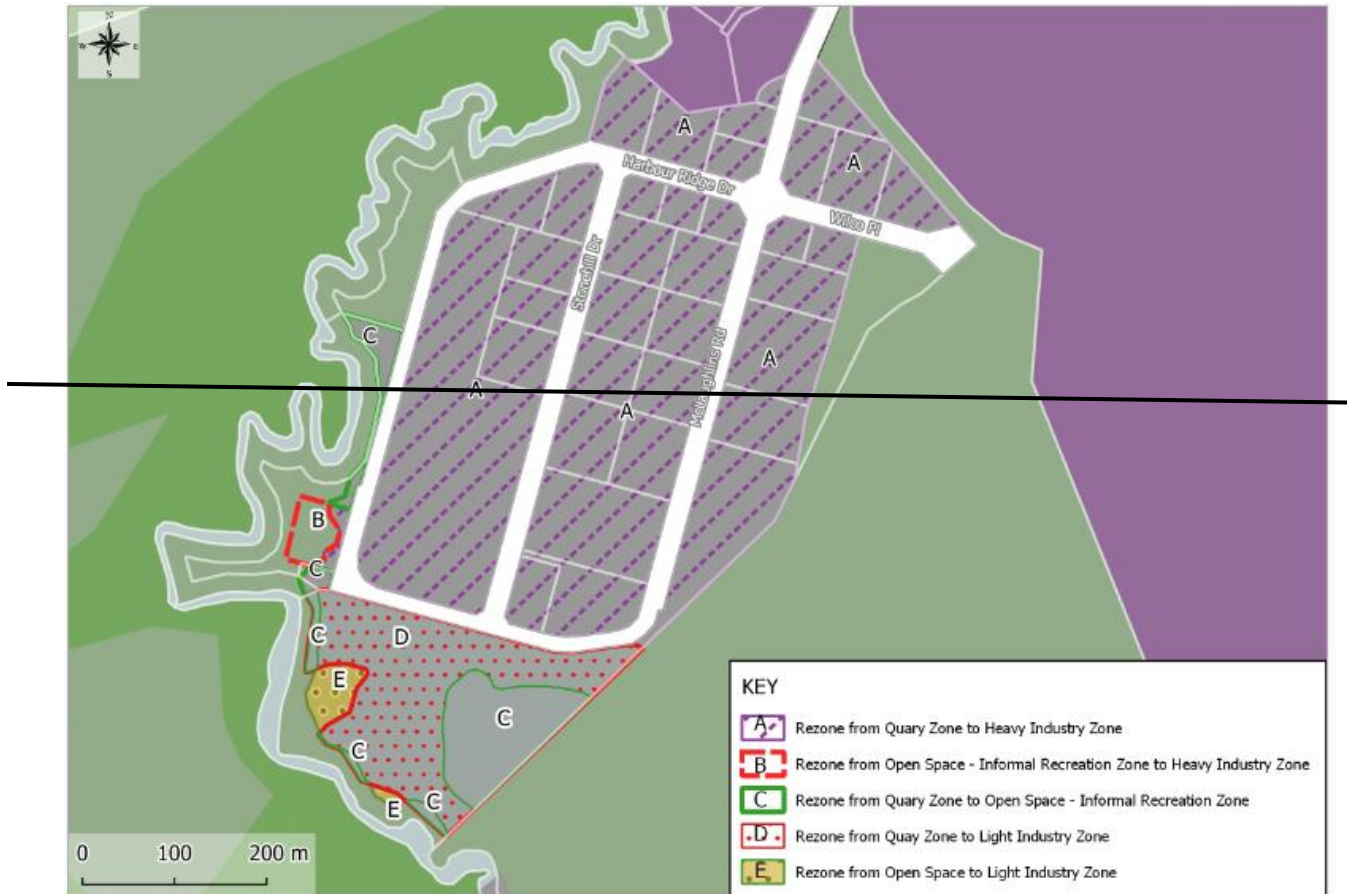 N
W E
S
A
A
Harbour Ridge Dr
Wilco Pl
Stonehill Dr
C
McLaughlins Rd
A
A
A
B
C
C
D
E
C
C
E
C
KEY
A Rezone from Quary Zone to Heavy Industry Zone
B Rezone from Open Space - Informal Recreation Zone to Heavy Industry Zone
C Rezone from Quary Zone to Open Space - Informal Recreation Zone
D Rezone from Quay Zone to Light Industry Zone
E Rezone from Open Space to Light Industry Zone
0 100 200 m